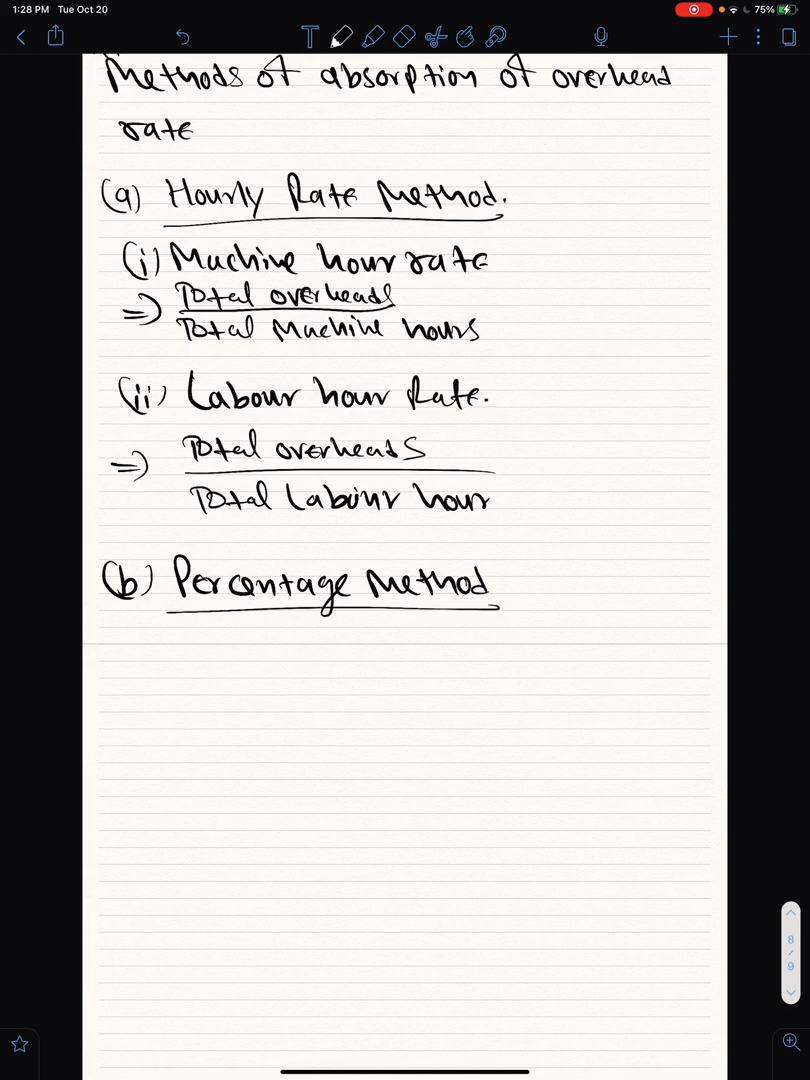 1:28 PM Tue Oct 20
75%
Methods of absorption of overhead
rate
(a) Hourly Rate Method.
(i) Machine hour rate
=> Total overheads
Total Machine hours
(ii) Labour hour Rate.
=> Total overheads
Total Labour hour
(b) Percentage Method
8
/
9